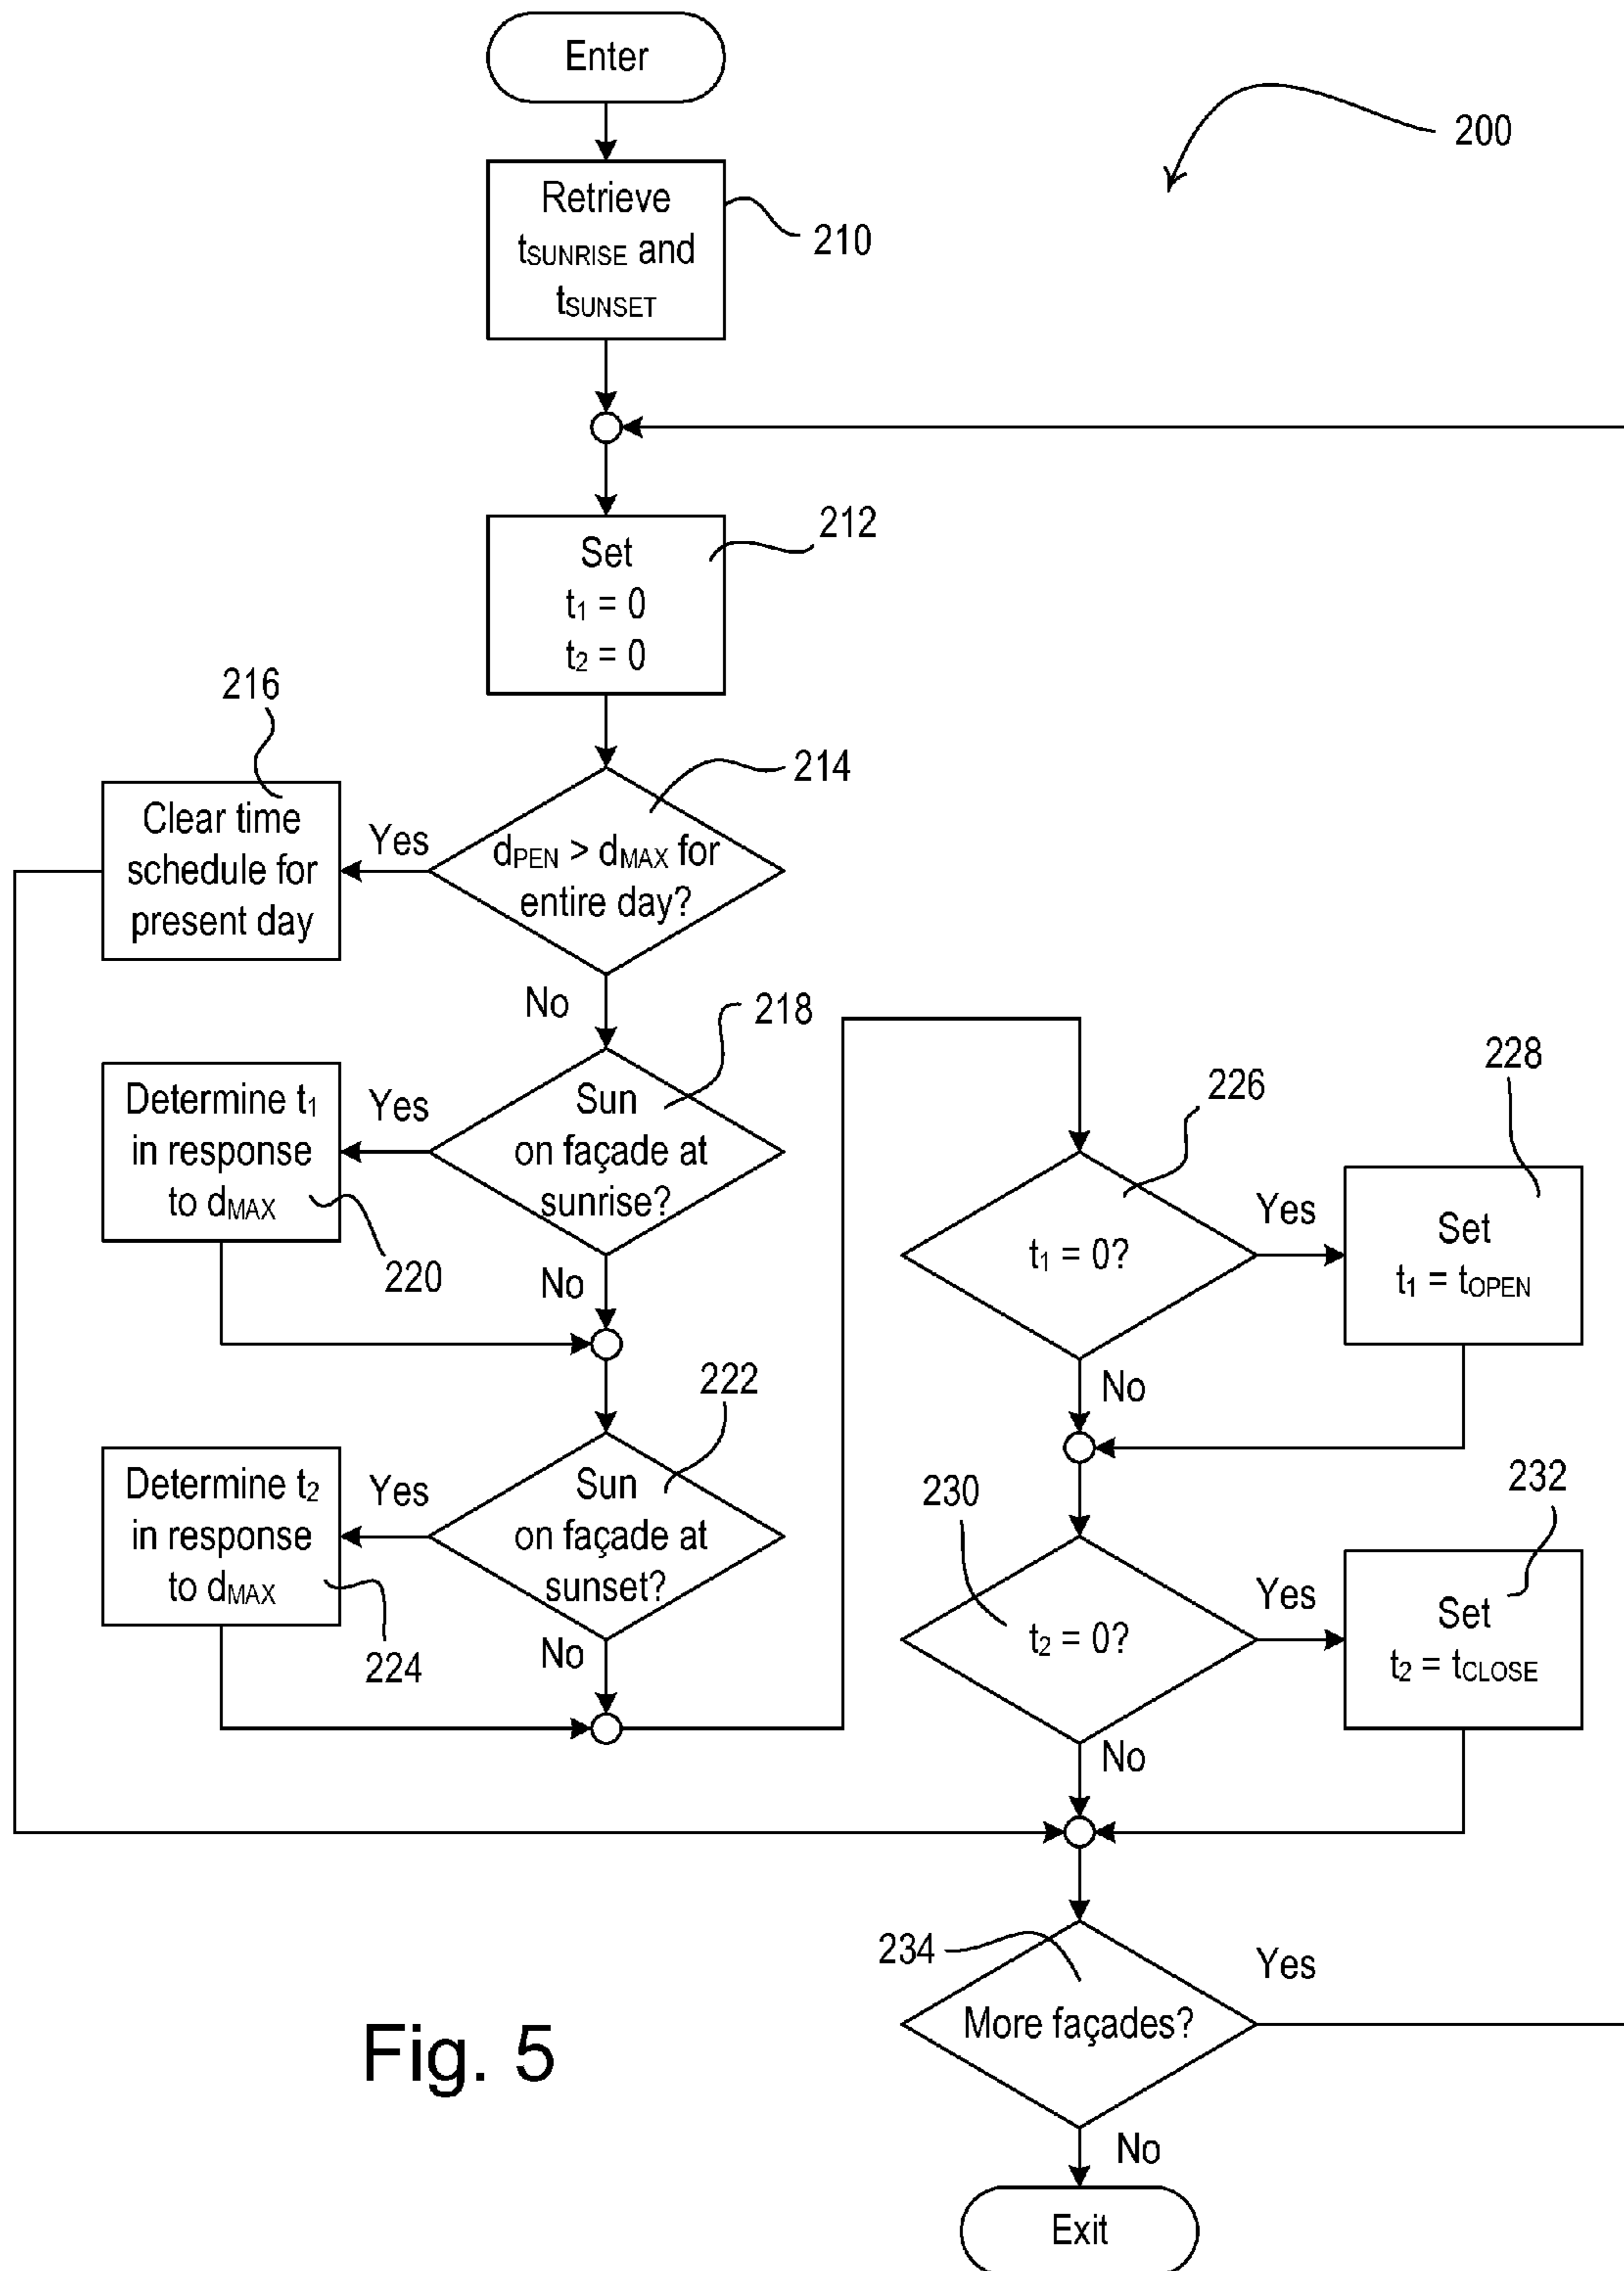 Enter
200
Retrieve
tSUNRISE and
tSUNSET
210
212
Set
t1 = 0
t2 = 0
216
214
Clear time
schedule for
present day
Yes
dPEN > dMAX for
entire day?
No
218
Determine t1
in response
to dMAX
Yes
Sun
on façade at
sunrise?
220
No
222
Determine t2
in response
to dMAX
Yes
Sun
on façade at
sunset?
224
No
226
228
t1 = 0?
Yes
Set
t1 = tOPEN
No
230
232
t2 = 0?
Yes
Set
t2 = tCLOSE
No
234
Yes
More façades?
No
Exit
Fig. 5